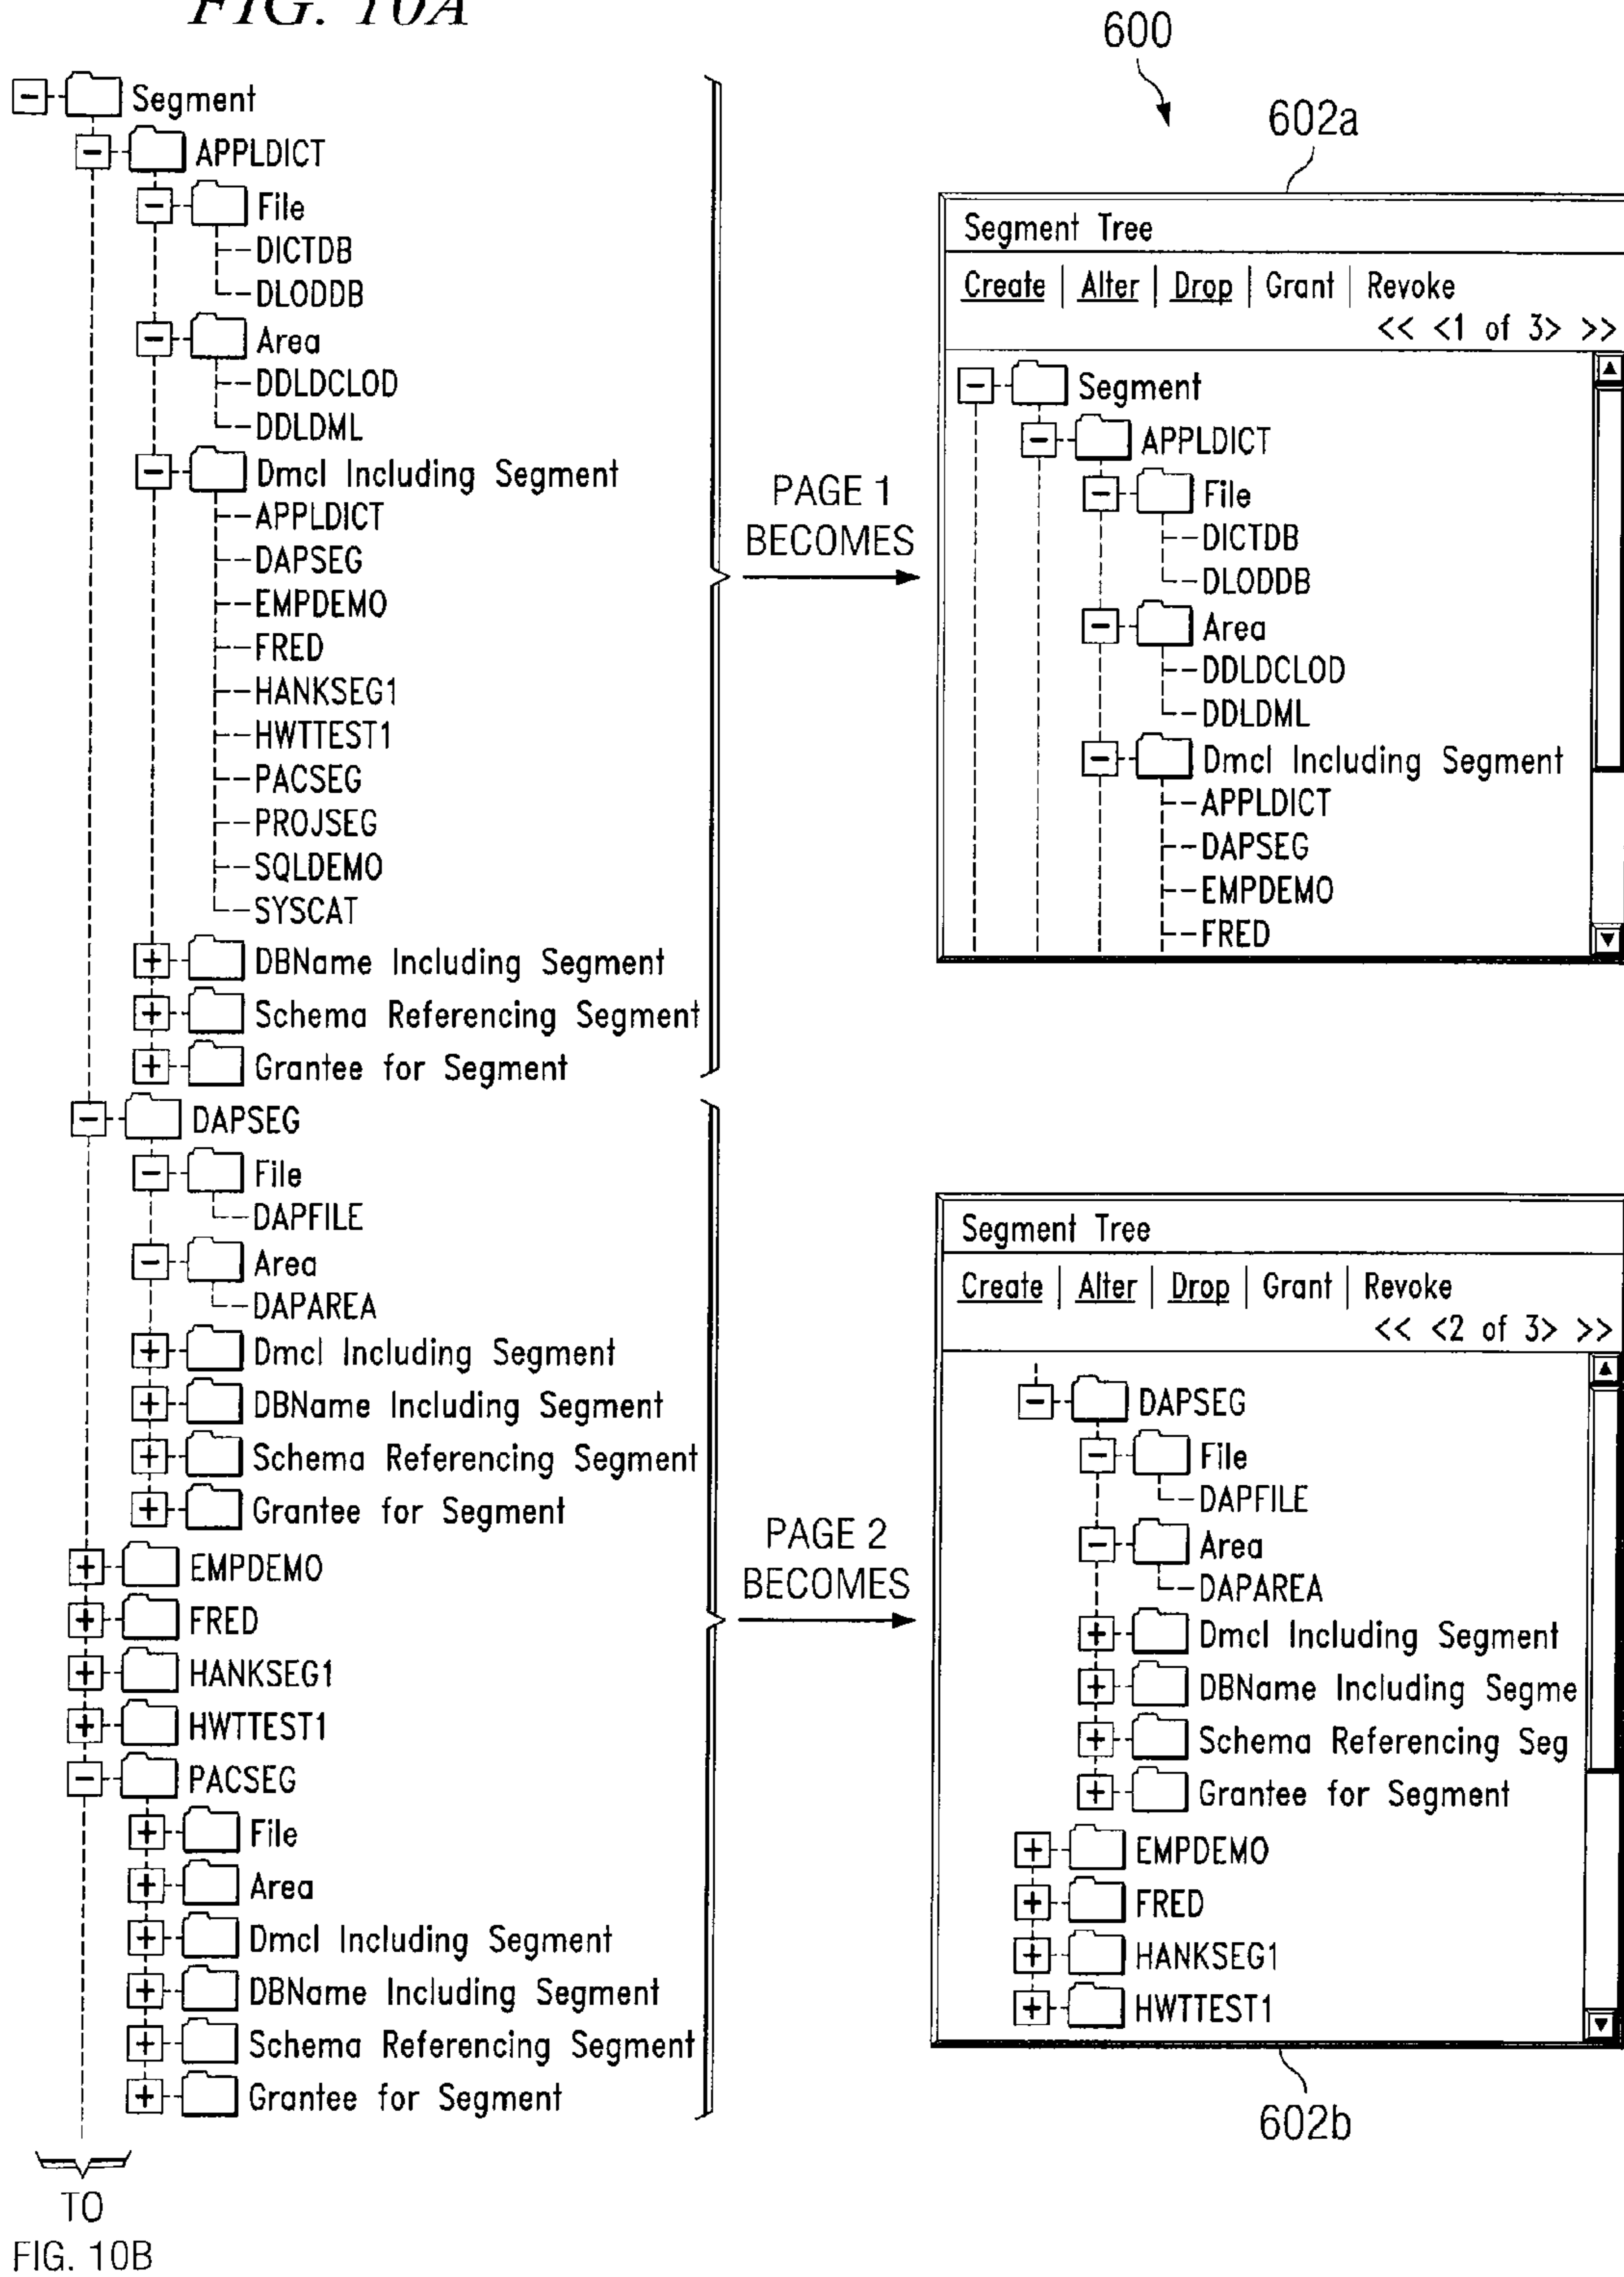 FIG. 10A
Segment
APPLDICT
File
DICTDB
DLODDB
Area
DDLDCLOD
DDLDML
Dmcl Including Segment
APPLDICT
DAPSEG
EMPDEMO
FRED
HANKSEG1
HWTTEST1
PACSEG
PROJSEG
SQLDEMO
SYSCAT
DBName Including Segment
Schema Referencing Segment
Grantee for Segment
DAPSEG
File
DAPFILE
Area
DAPAREA
Dmcl Including Segment
DBName Including Segment
Schema Referencing Segment
Grantee for Segment
EMPDEMO
FRED
HANKSEG1
HWTTEST1
PACSEG
File
Area
Dmcl Including Segment
DBName Including Segment
Schema Referencing Segment
Grantee for Segment
TO
FIG. 10B
PAGE 1
BECOMES
PAGE 2
BECOMES
600
602a
Segment Tree
Create | Alter | Drop | Grant | Revoke
<< <1 of 3> >>
Segment
APPLDICT
File
DICTDB
DLODDB
Area
DDLDCLOD
DDLDML
Dmcl Including Segment
APPLDICT
DAPSEG
EMPDEMO
FRED
Segment Tree
Create | Alter | Drop | Grant | Revoke
<< <2 of 3> >>
DAPSEG
File
DAPFILE
Area
DAPAREA
Dmcl Including Segment
DBName Including Segme
Schema Referencing Seg
Grantee for Segment
EMPDEMO
FRED
HANKSEG1
HWTTEST1
602b